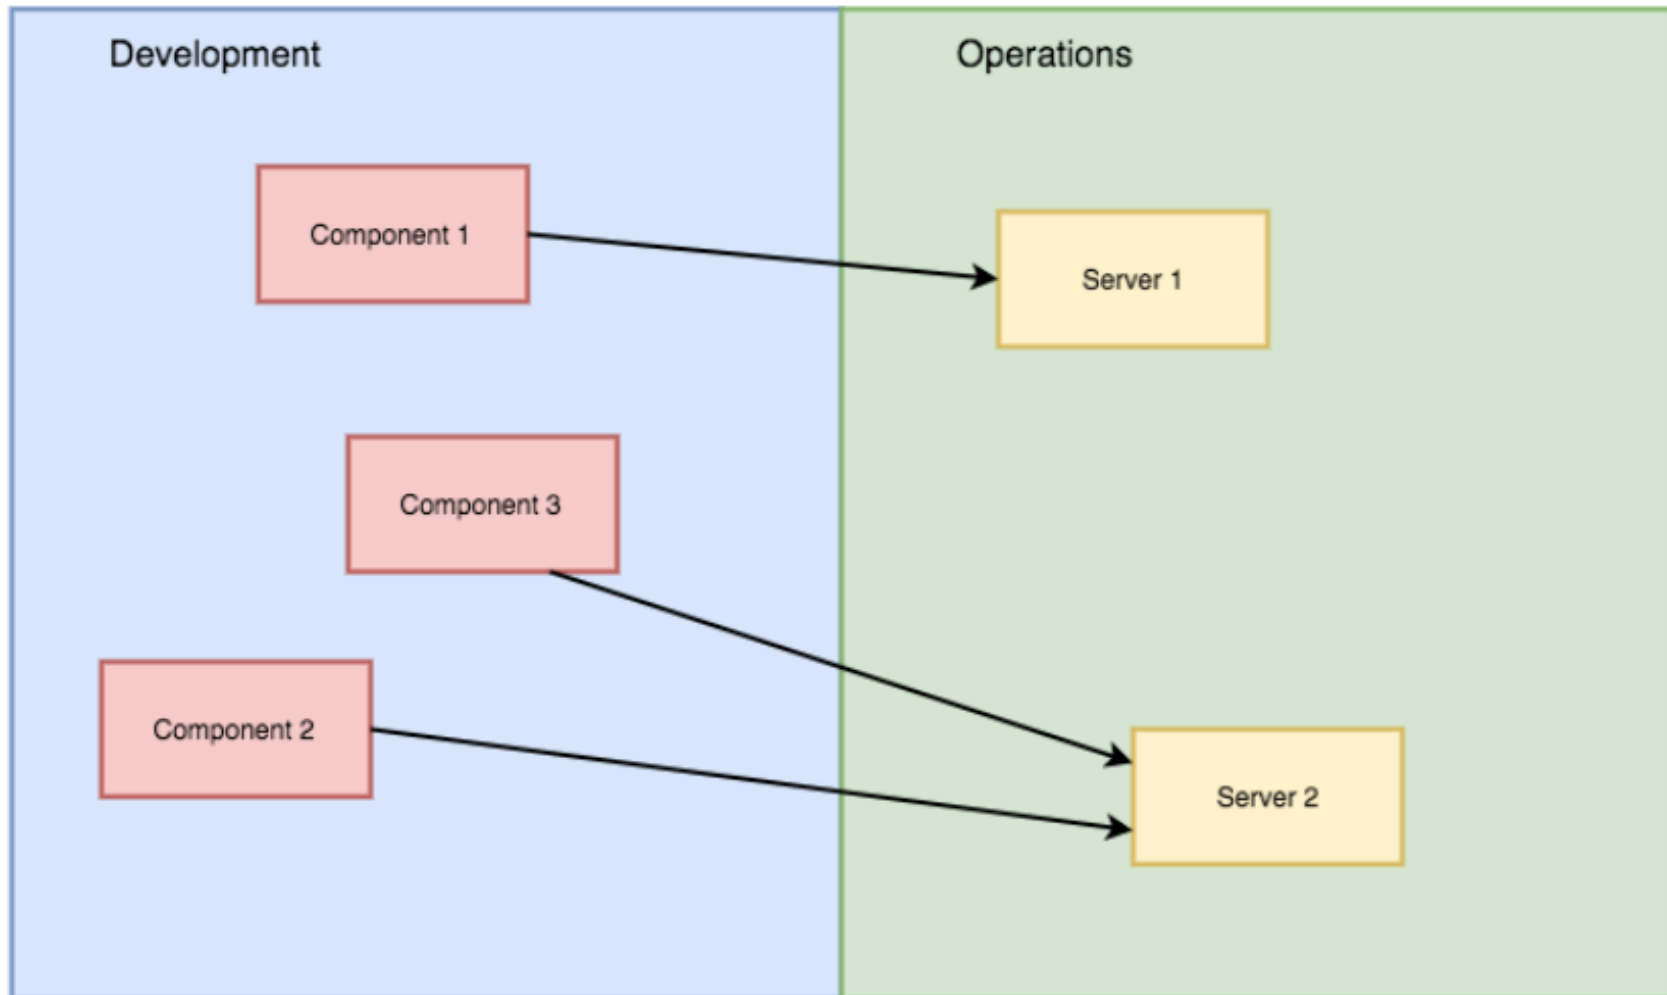 Development
Operations
Component 1
Server 1
Component 3
Component 2
Server 2